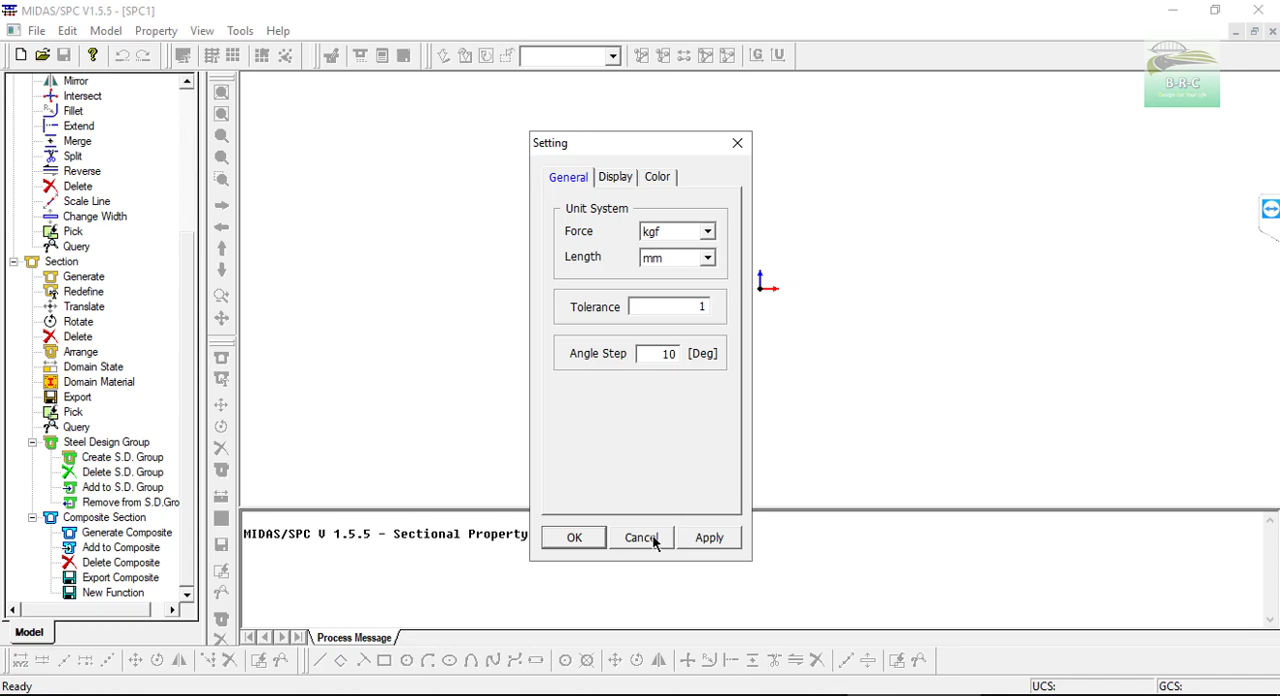 MIDAS/SPC V1.5.5 - [SPC1]
File Edit Model Property View Tools Help
B-R-C
Design For Your Life
Mirror
Intersect
Fillet
Extend
Merge
Split
Reverse
Delete
Scale Line
Change Width
Pick
Query
Section
Generate
Redefine
Translate
Rotate
Delete
Arrange
Domain State
Domain Material
Export
Pick
Query
Steel Design Group
Create S.D. Group
Delete S.D. Group
Add to S.D. Group
Remove from S.D.Gro
Composite Section
Generate Composite
Add to Composite
Delete Composite
Export Composite
New Function
Model
Setting
General Display Color
Unit System
Force kgf
Length mm
Tolerance 1
Angle Step 10 [Deg]
OK Cancel Apply
MIDAS/SPC V 1.5.5 - Sectional Property
Process Message
Ready UCS: GCS: